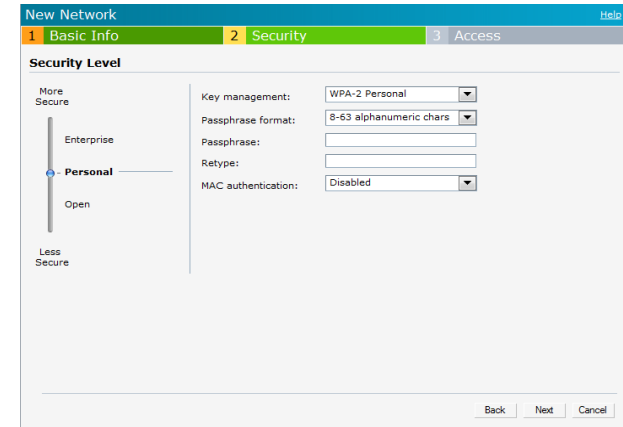 New Network Help
1 Basic Info 2 Security 3 Access
Security Level
More
Secure
Enterprise
Personal
Open
Less
Secure
Key management: WPA-2 Personal
Passphrase format: 8-63 alphanumeric chars
Passphrase:
Retype:
MAC authentication: Disabled
Back Next Cancel